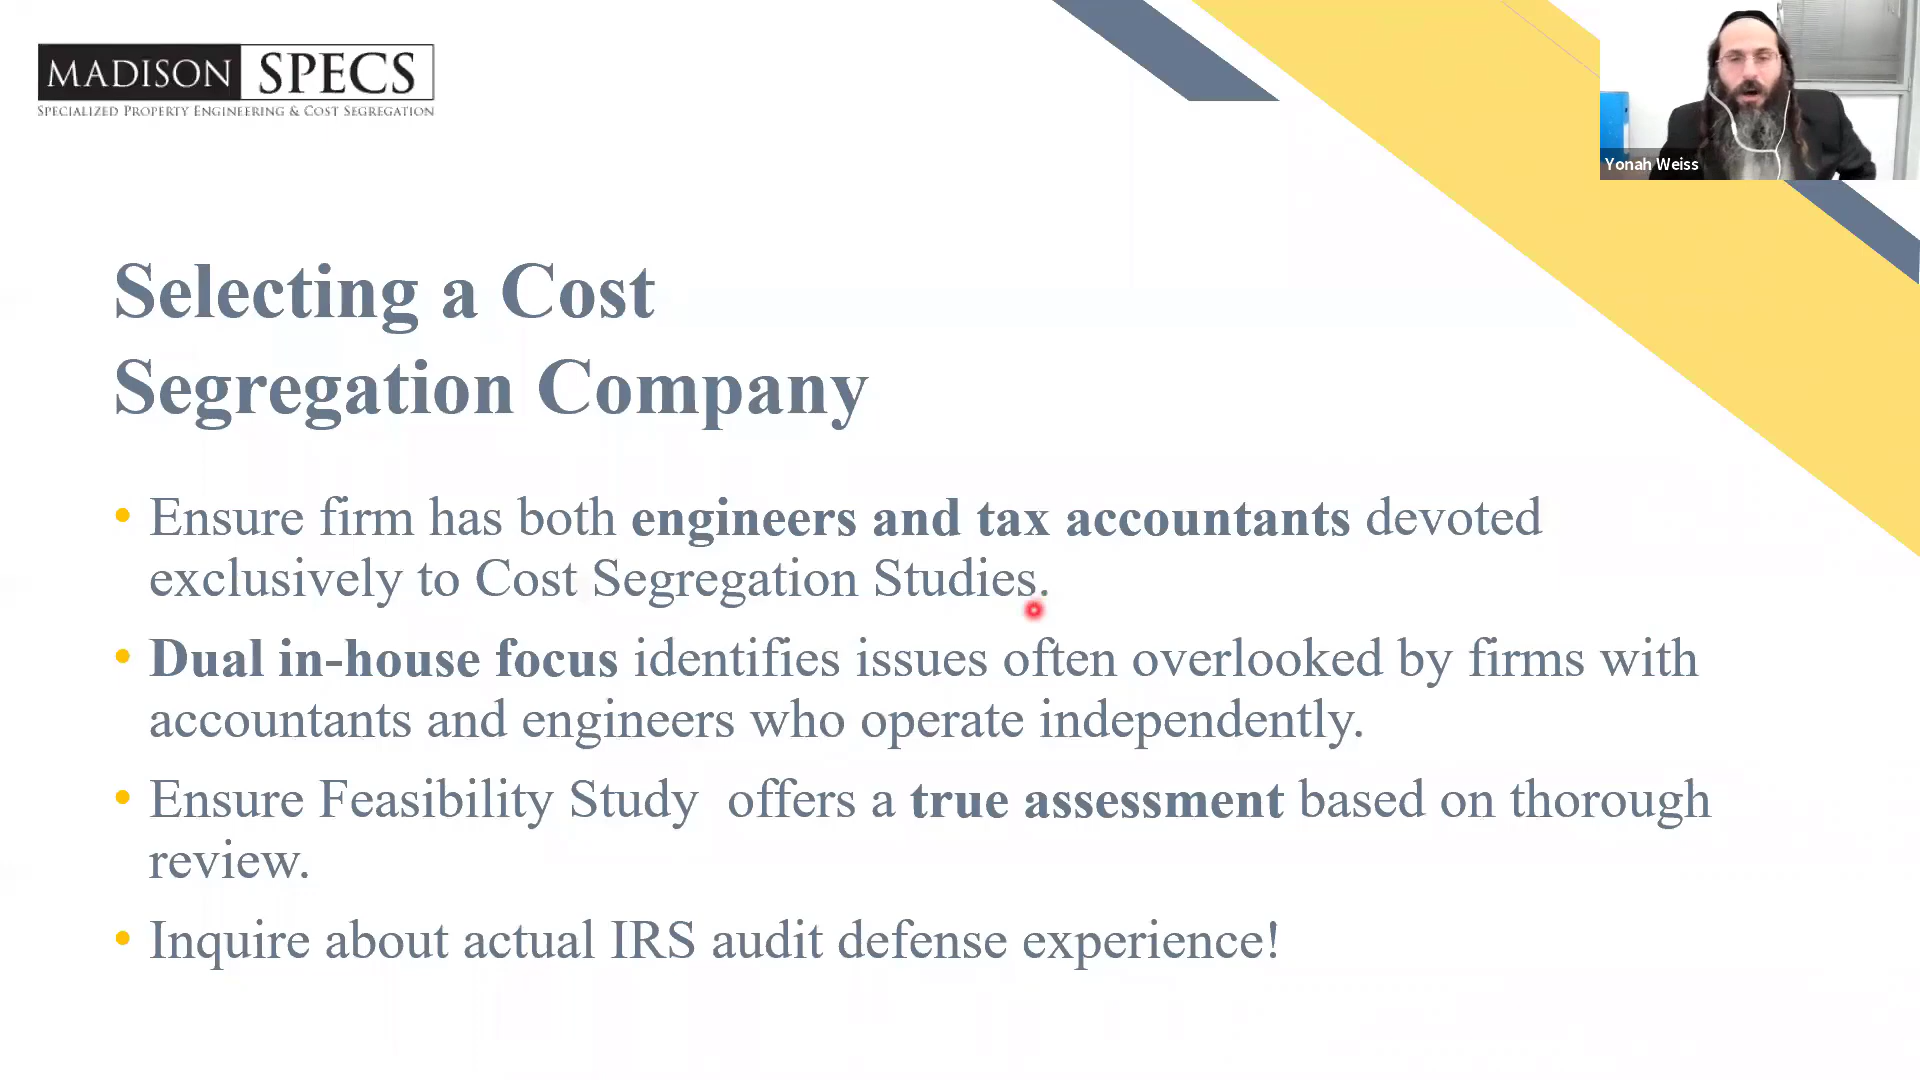 MADISON SPECS
SPECIALIZED PROPERTY ENGINEERING & COST SEGREGATION
Yonah Weiss
Selecting a Cost
Segregation Company
• Ensure firm has both engineers and tax accountants devoted
exclusively to Cost Segregation Studies.
• Dual in-house focus identifies issues often overlooked by firms with
accountants and engineers who operate independently.
• Ensure Feasibility Study  offers a true assessment based on thorough
review.
• Inquire about actual IRS audit defense experience!